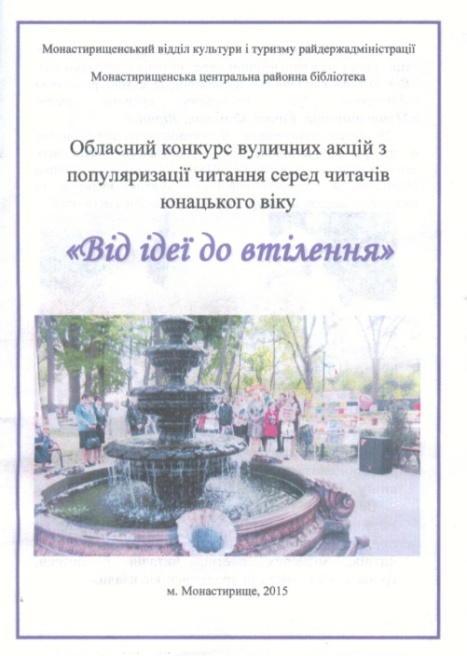 Монастирищенський відділ культури і туризму райдержадміністрації
Монастирищенська центральна районна бібліотека
Обласний конкурс вуличних акцій з
популяризації читання серед читачів
юнацького віку
«Від ідеї до втілення»
м. Монастирище, 2015